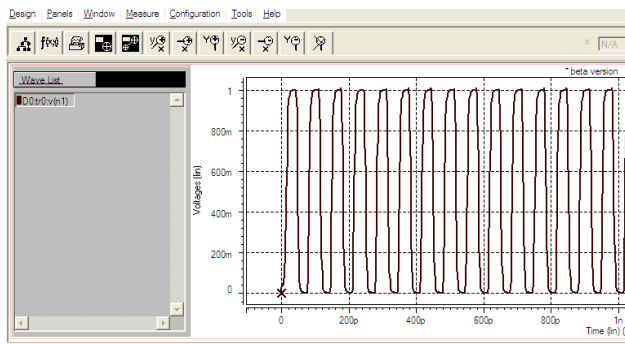 Design Panels Window Measure Configuration Tools Help
f(x)
× N/A
Wave List
D0:tr0:v(n1)
* beta version
Voltages (lin)
1
800m
600m
400m
200m
0
0 200p 400p 600p 800p 1n
Time (lin) (